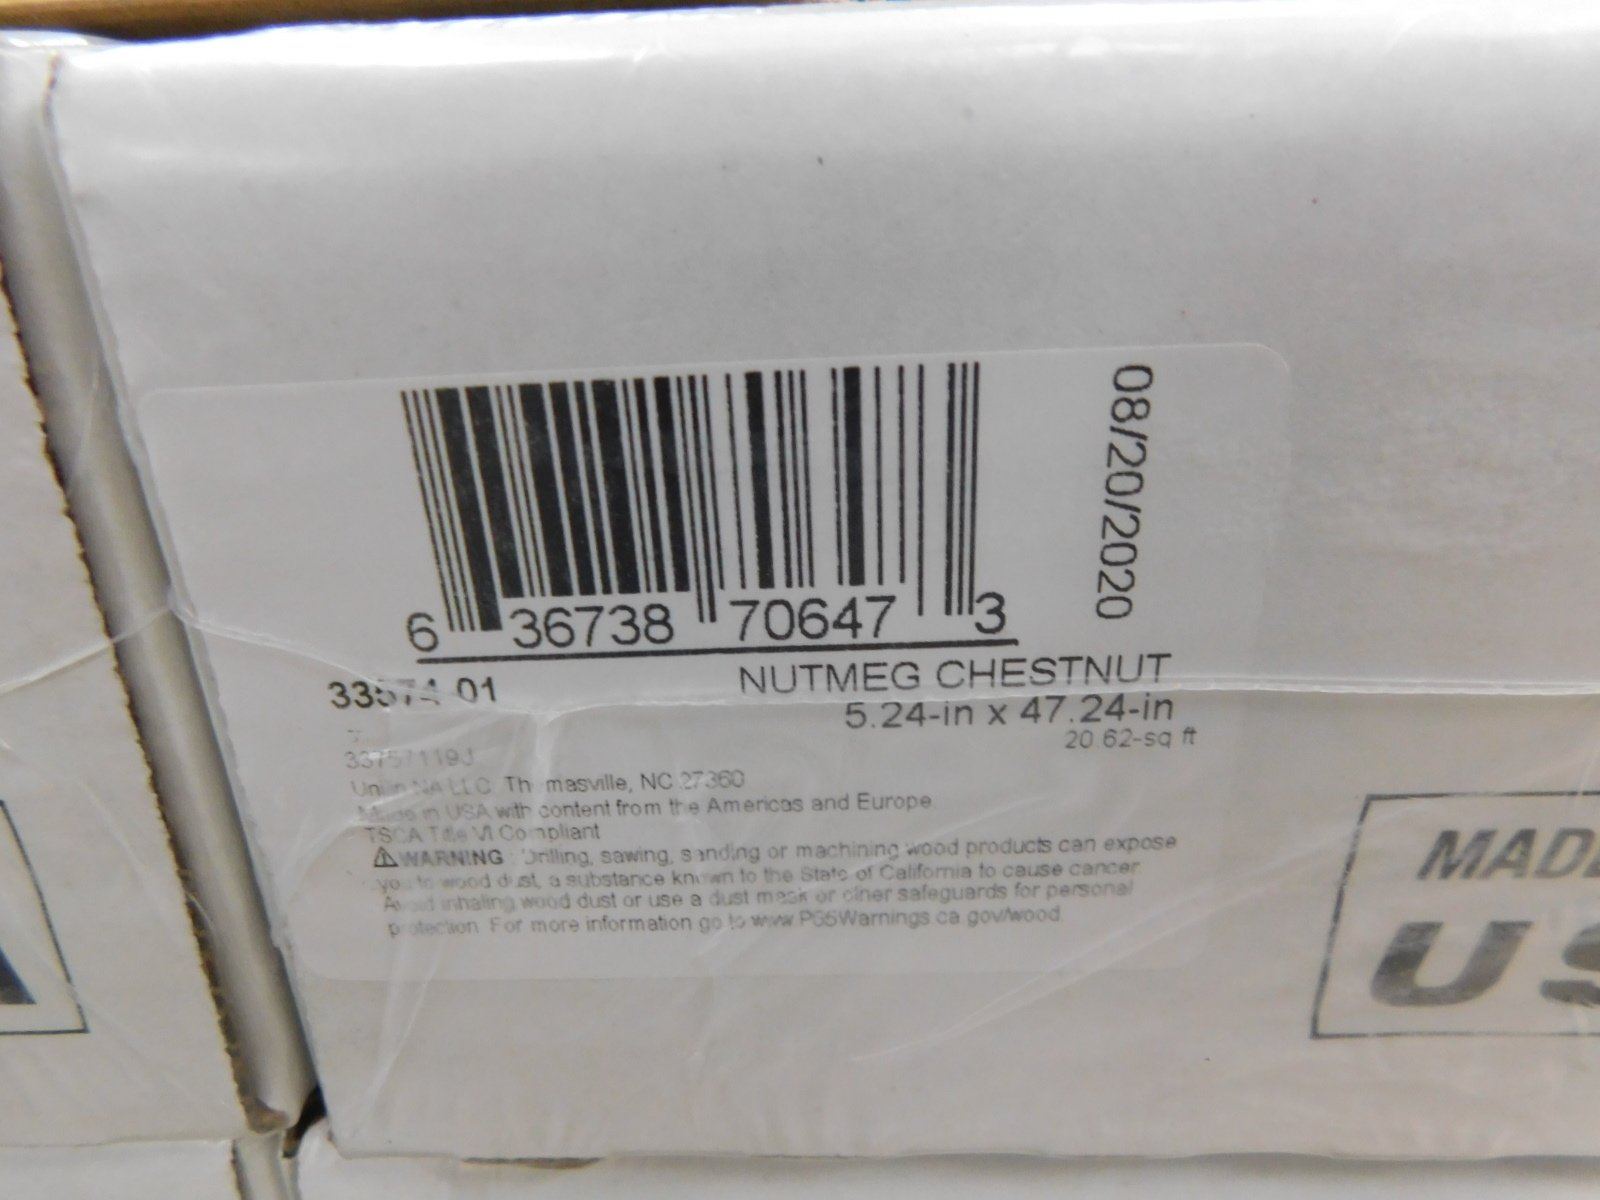 6 36738 70647 3
08/20/2020
NUTMEG CHESTNUT
33574-01
5.24-in x 47.24-in
20.62-sq ft
33757119J
Unilin NA LLC, Thomasville, NC 27360
Made in USA with content from the Americas and Europe.
TSCA Title VI Compliant
⚠WARNING: Drilling, sawing, sanding or machining wood products can expose
you to wood dust, a substance known to the State of California to cause cancer.
Avoid inhaling wood dust or use a dust mask or other safeguards for personal
protection. For more information go to www.P65Warnings.ca.gov/wood.
MADE
US